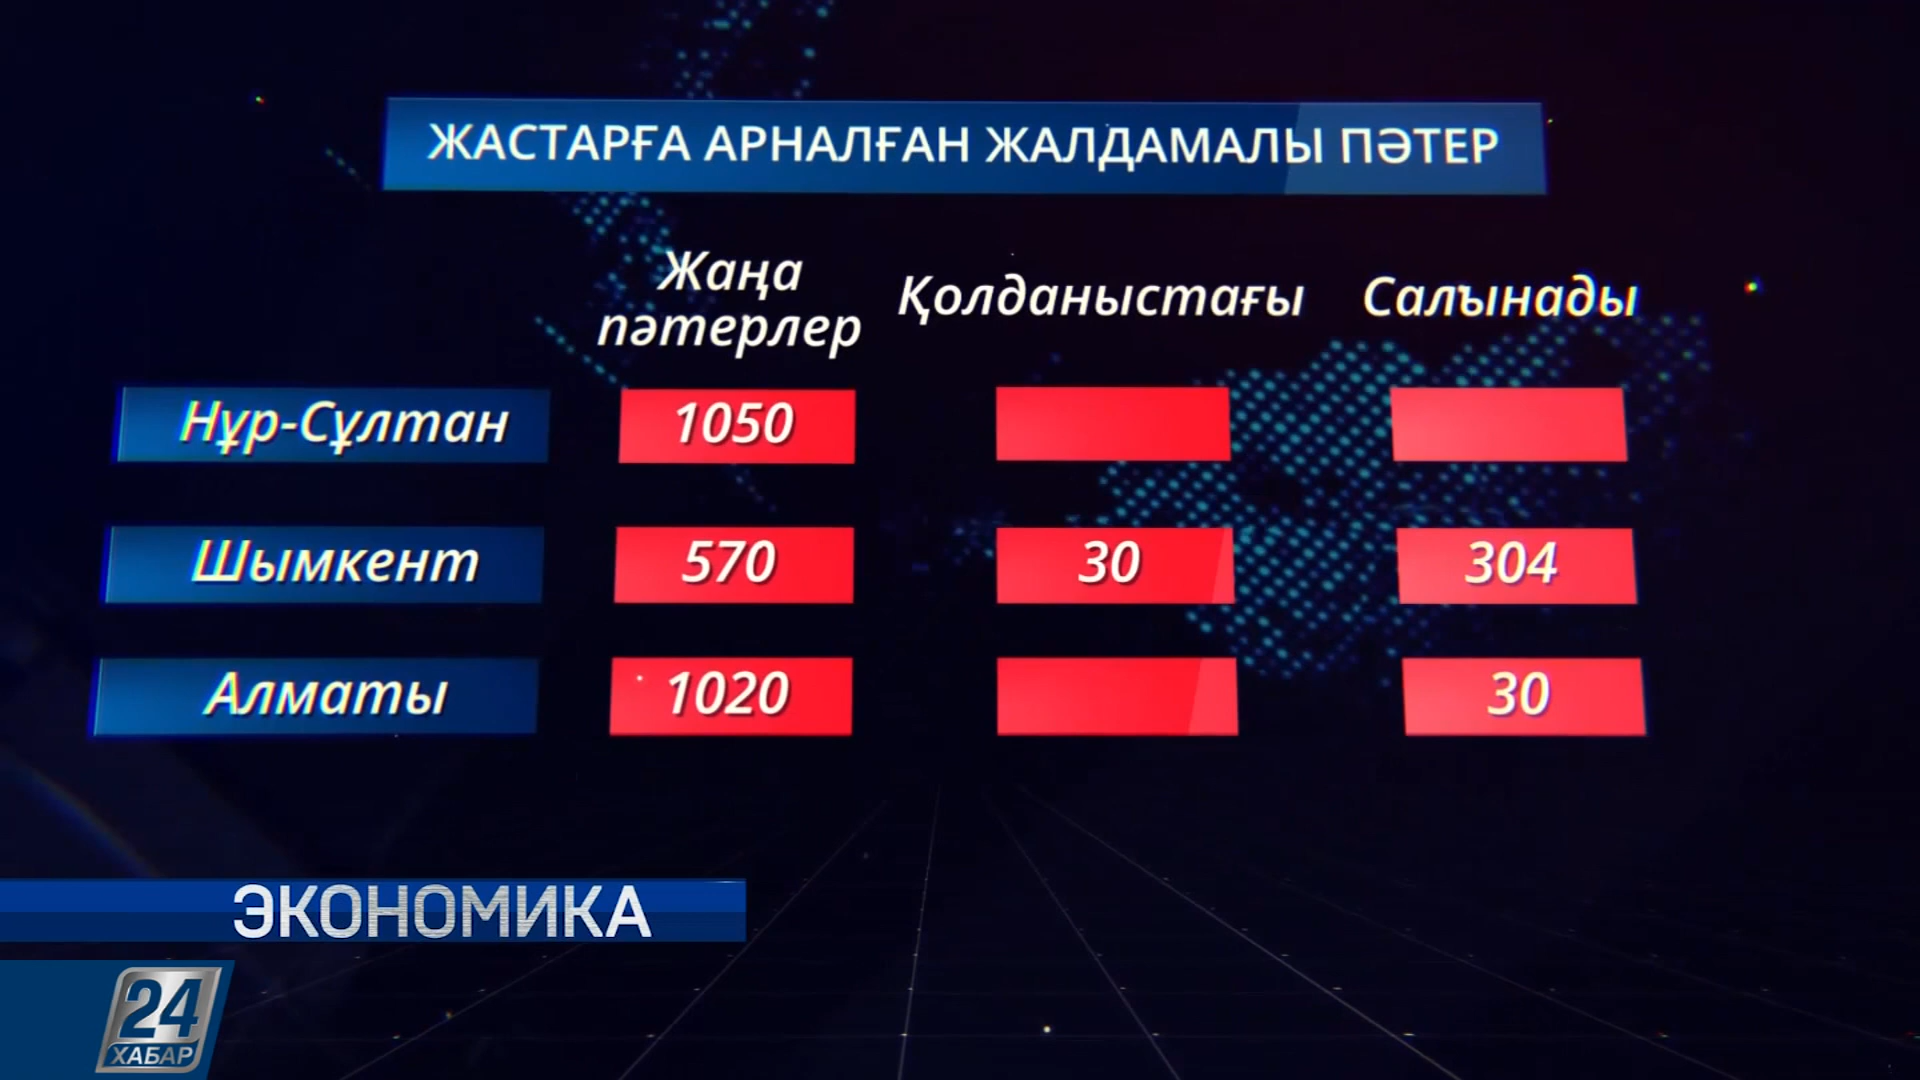 ЖАСТАРҒА АРНАЛҒАН ЖАЛДАМАЛЫ ПӘТЕР
Жаңа
пәтерлер
Қолданыстағы
Салынады
Нұр-Сұлтан 1050
Шымкент 570 30 304
Алматы 1020 30
ЭКОНОМИКА
24
ХАБАР